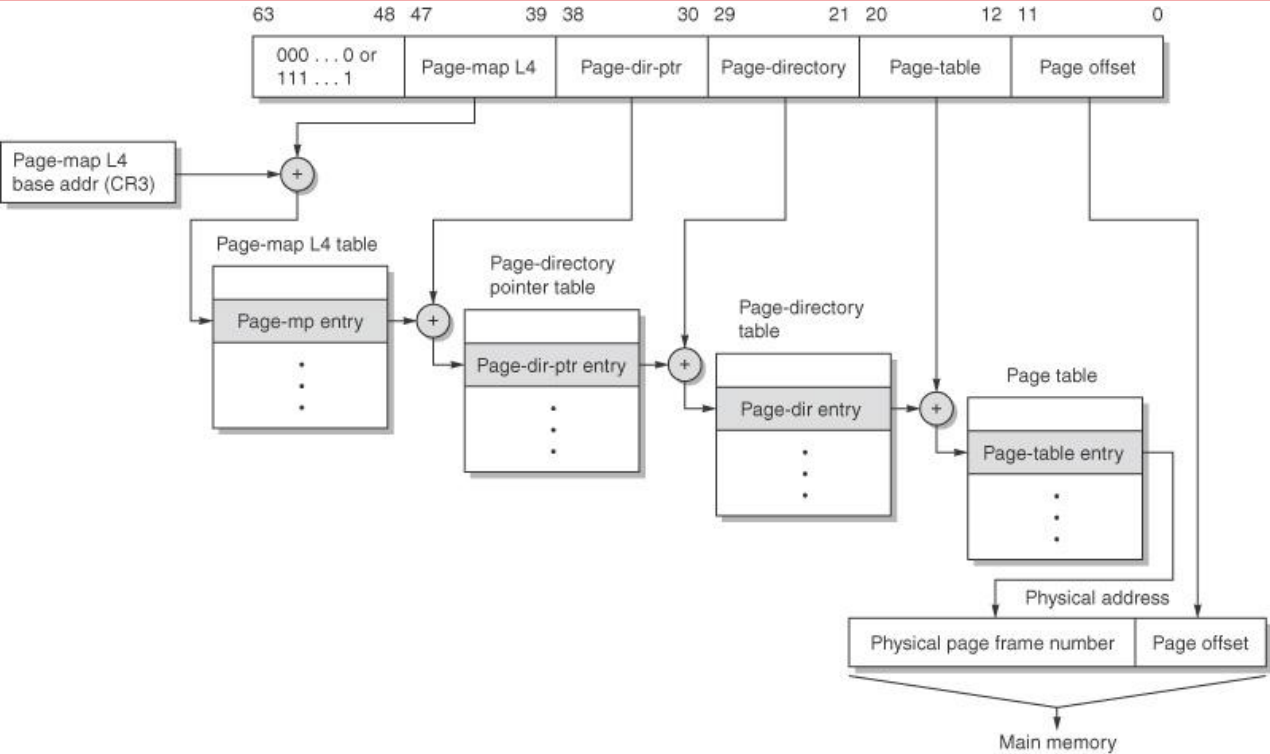 63 48 47 39 38 30 29 21 20 12 11 0
000 . . . 0 or
111 . . . 1
Page-map L4
Page-dir-ptr
Page-directory
Page-table
Page offset
Page-map L4
base addr (CR3)
+
Page-map L4 table
Page-mp entry
+
Page-directory
pointer table
Page-dir-ptr entry
+
Page-directory
table
Page-dir entry
+
Page table
Page-table entry
Physical address
Physical page frame number
Page offset
Main memory